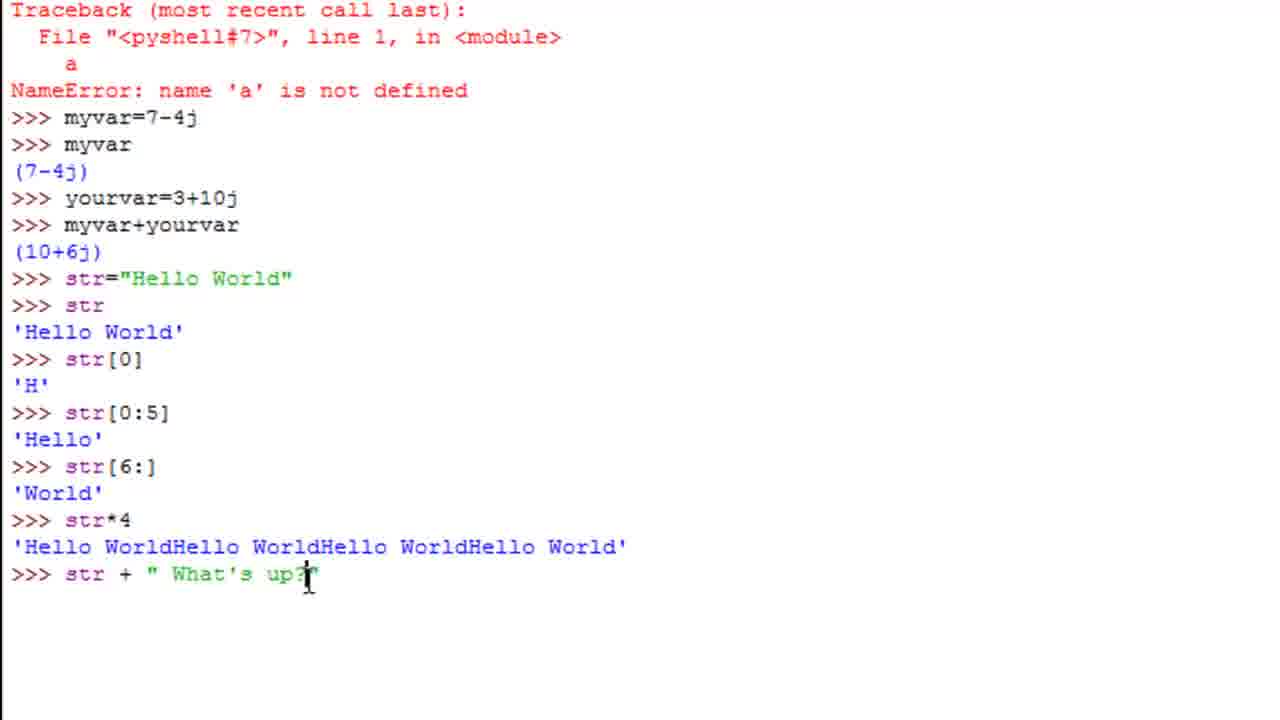 Traceback (most recent call last):
  File "<pyshell#7>", line 1, in <module>
    a
NameError: name 'a' is not defined
>>> myvar=7-4j
>>> myvar
(7-4j)
>>> yourvar=3+10j
>>> myvar+yourvar
(10+6j)
>>> str="Hello World"
>>> str
'Hello World'
>>> str[0]
'H'
>>> str[0:5]
'Hello'
>>> str[6:]
'World'
>>> str*4
'Hello WorldHello WorldHello WorldHello World'
>>> str + " What's up?"